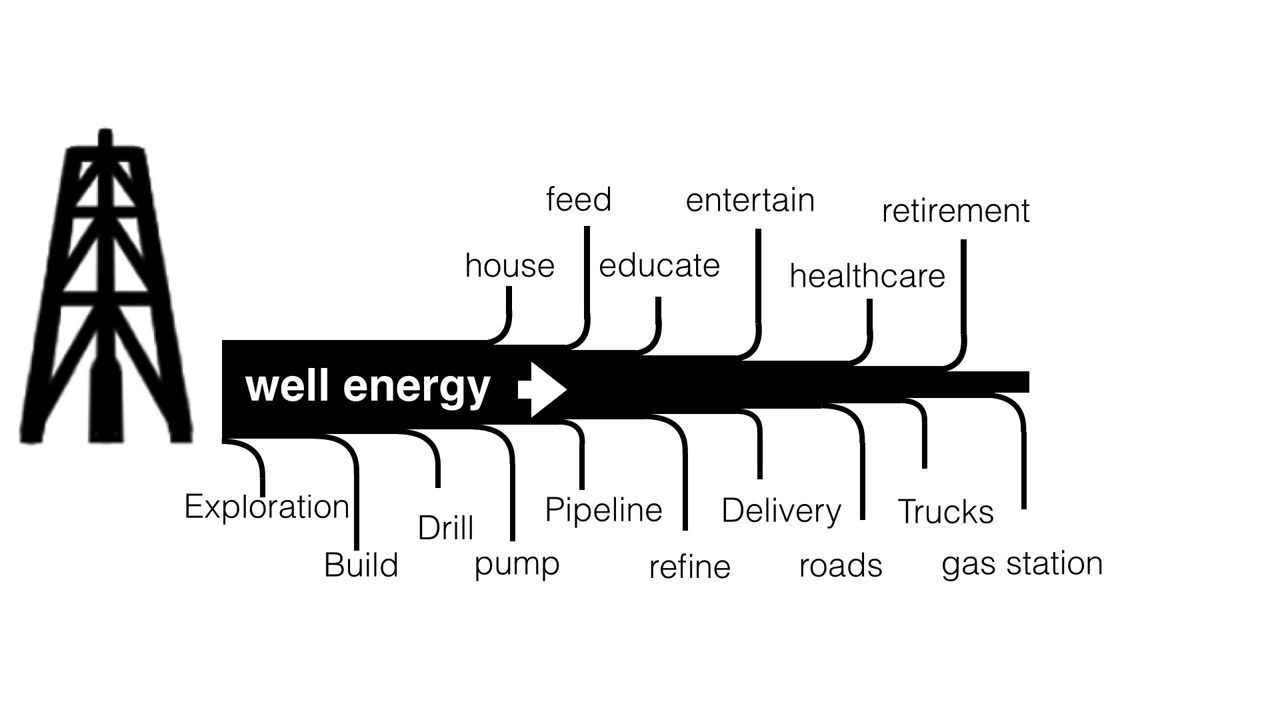 feed
entertain
retirement
house
educate
healthcare
well energy
Exploration
Drill
Pipeline
Delivery
Trucks
Build
pump
refine
roads
gas station